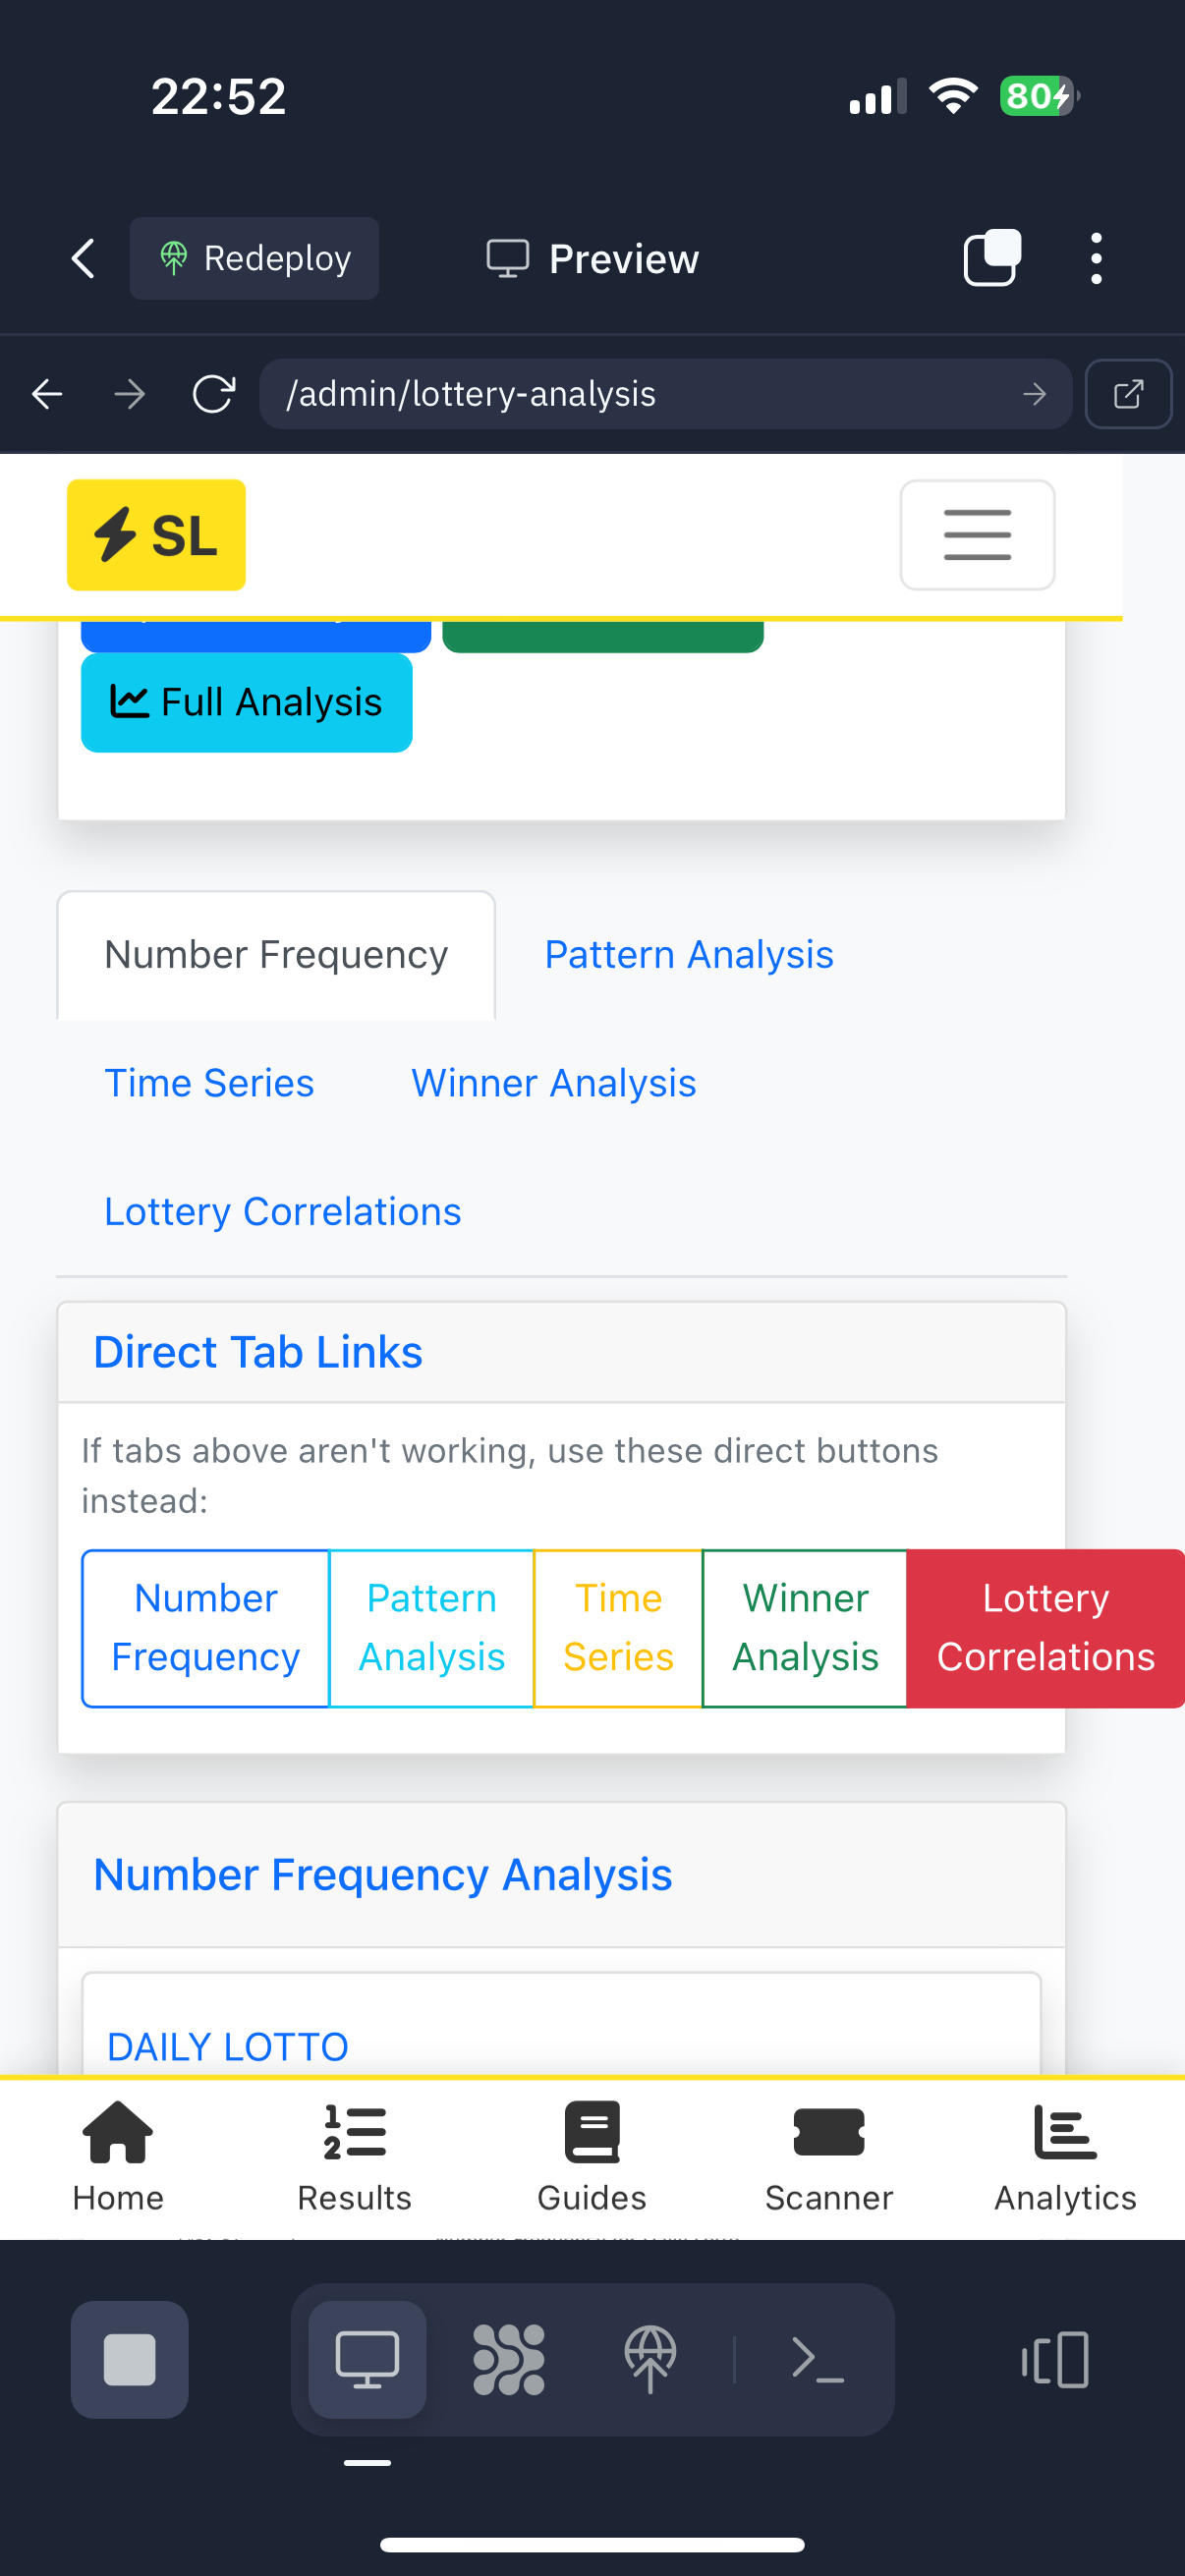 22:52
80
Redeploy
Preview
/admin/lottery-analysis
SL
Full Analysis
Number Frequency
Pattern Analysis
Time Series
Winner Analysis
Lottery Correlations
Direct Tab Links
If tabs above aren't working, use these direct buttons
instead:
Number
Frequency
Pattern
Analysis
Time
Series
Winner
Analysis
Lottery
Correlations
Number Frequency Analysis
DAILY LOTTO
Home
Results
Guides
Scanner
Analytics